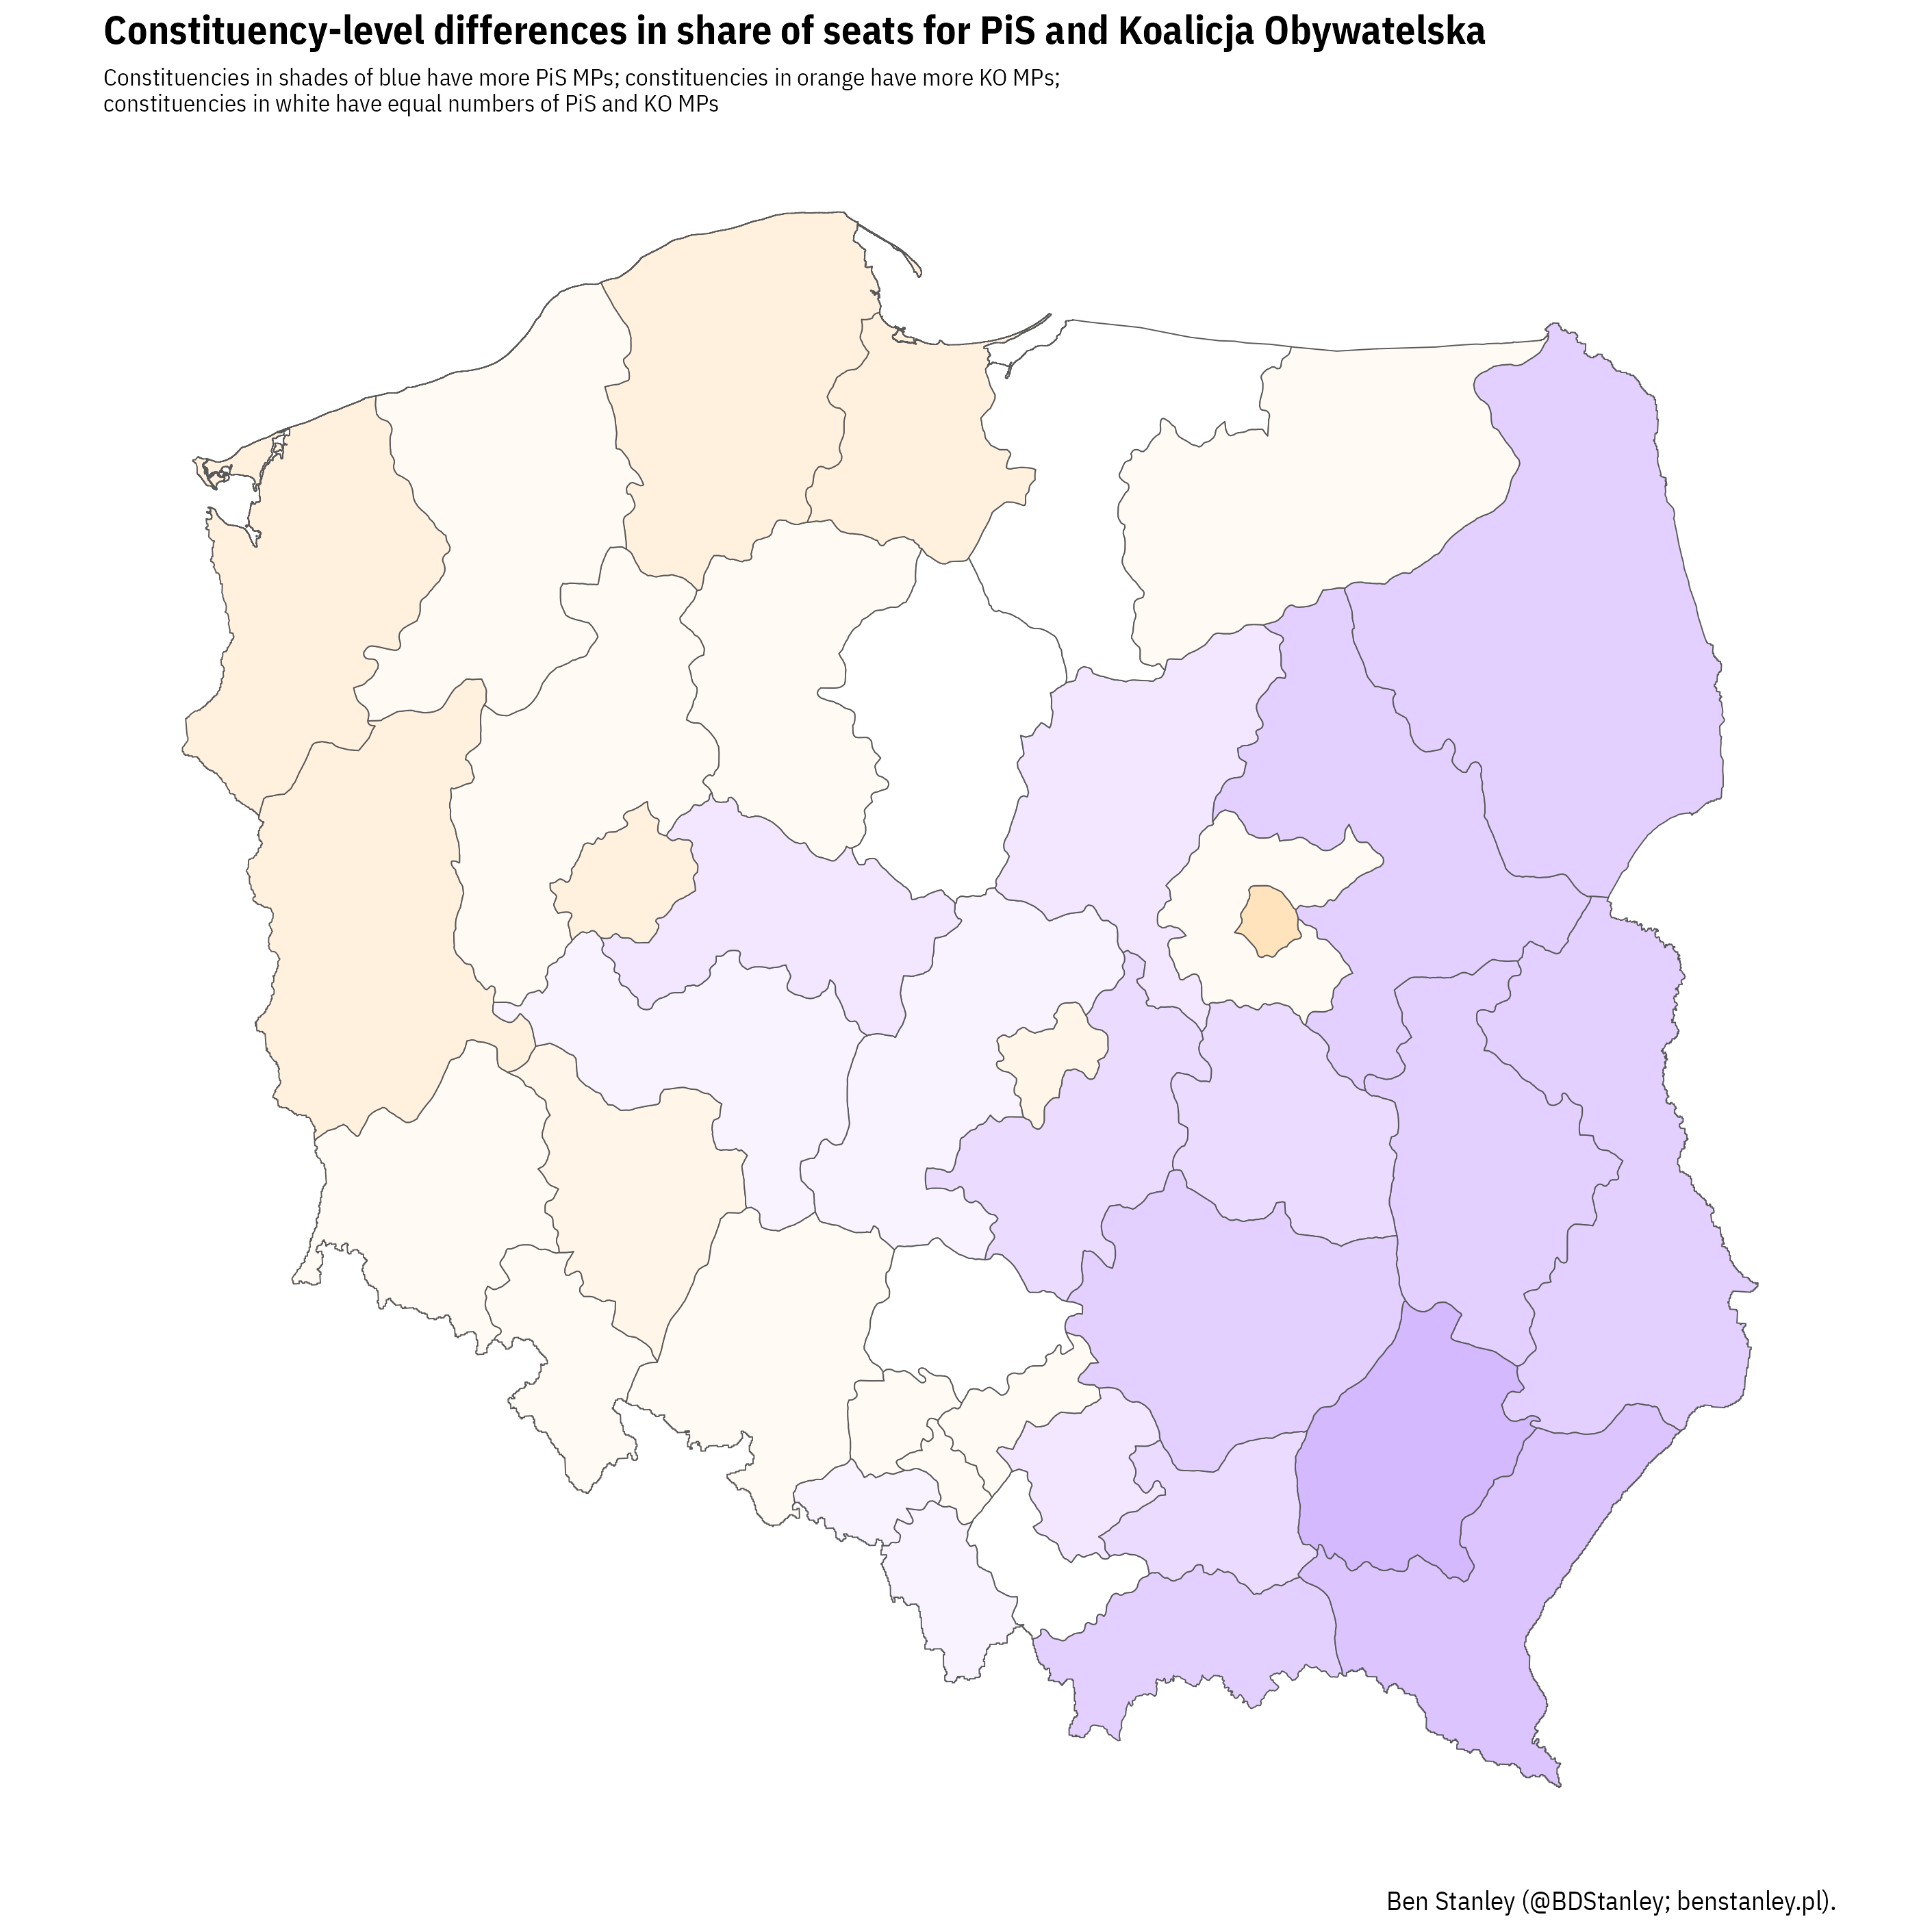 Constituency-level differences in share of seats for PiS and Koalicja Obywatelska
Constituencies in shades of blue have more PiS MPs; constituencies in orange have more KO MPs;
constituencies in white have equal numbers of PiS and KO MPs
Ben Stanley (@BDStanley; benstanley.pl).